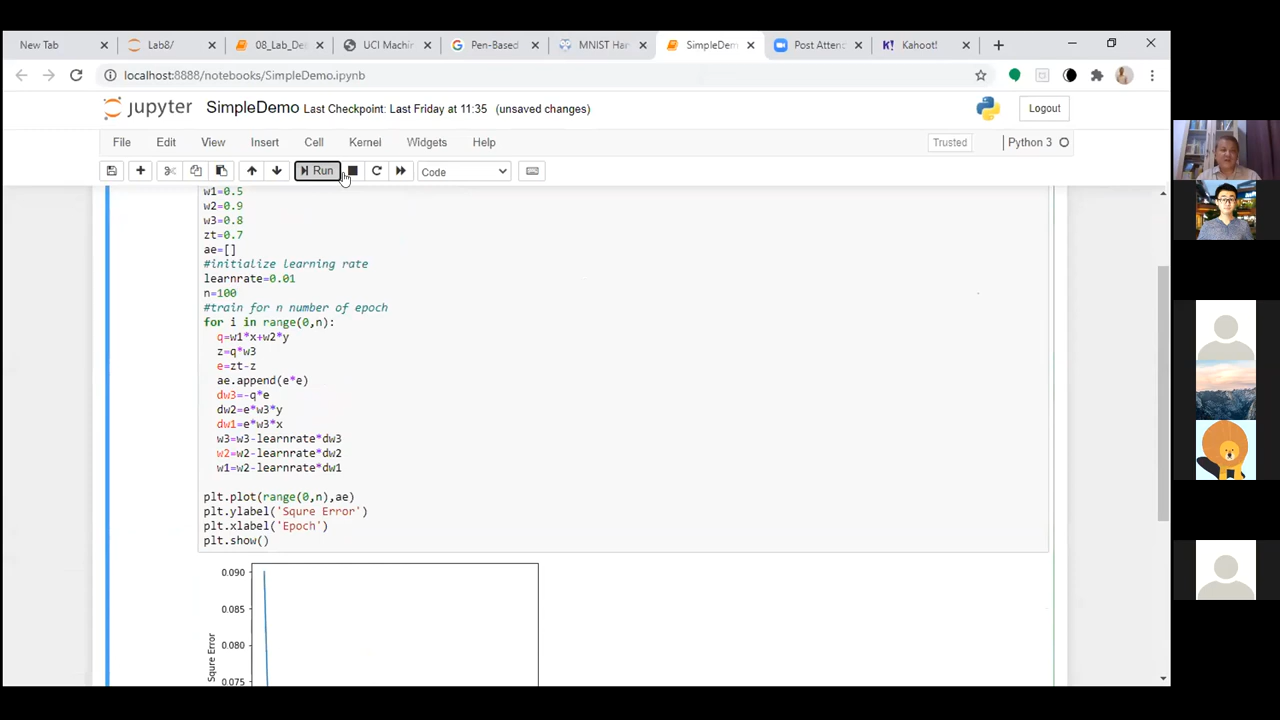 New Tab
Lab8/
08_Lab_De
UCI Machin
Pen-Based
MNIST Han
SimpleDemo
Post Attend
K! Kahoot!
localhost:8888/notebooks/SimpleDemo.ipynb
jupyter SimpleDemo Last Checkpoint: Last Friday at 11:35 (unsaved changes)
Logout
File Edit View Insert Cell Kernel Widgets Help
Trusted Python 3
Run
Code
w1=0.5
w2=0.9
w3=0.8
zt=0.7
ae=[]
#initialize learning rate
learnrate=0.01
n=100
#train for n number of epoch
for i in range(0,n):
q=w1*x+w2*y
z=q*w3
e=zt-z
ae.append(e*e)
dw3=-q*e
dw2=e*w3*y
dw1=e*w3*x
w3=w3-learnrate*dw3
w2=w2-learnrate*dw2
w1=w2-learnrate*dw1
plt.plot(range(0,n),ae)
plt.ylabel('Squre Error')
plt.xlabel('Epoch')
plt.show()
0.090
0.085
0.080
0.075
Squre Error